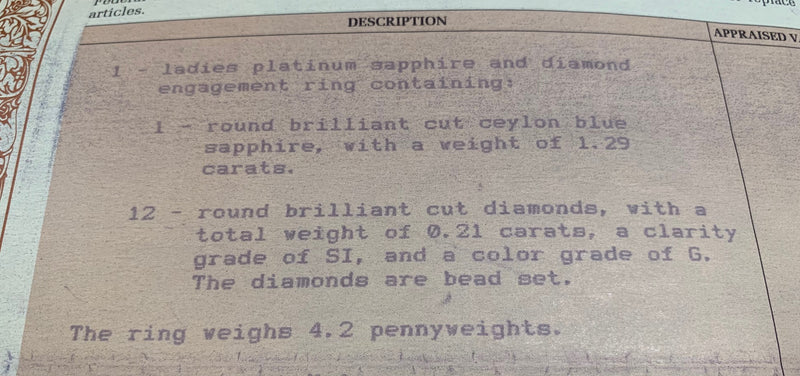 articles.
DESCRIPTION
APPRAISED
1 - ladies platinum sapphire and diamond
engagement ring containing:
1 - round brilliant cut ceylon blue
sapphire, with a weight of 1.29
carats.
12 - round brilliant cut diamonds, with a
total weight of 0.21 carats, a clarity
grade of SI, and a color grade of G.
The diamonds are bead set.
The ring weighs 4.2 pennyweights.